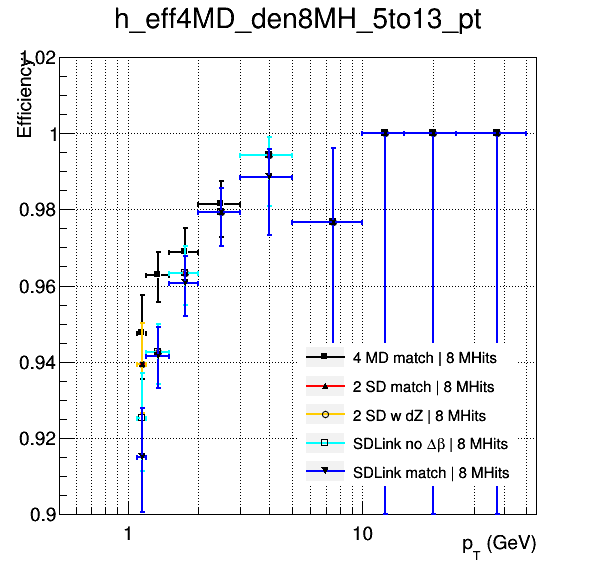 h_eff4MD_den8MH_5to13_pt
Efficiency
1.02
1
0.98
0.96
0.94
0.92
0.9
4 MD match | 8 MHits
2 SD match | 8 MHits
2 SD w dZ | 8 MHits
SDLink no Δβ | 8 MHits
SDLink match | 8 MHits
1
10
p_T (GeV)